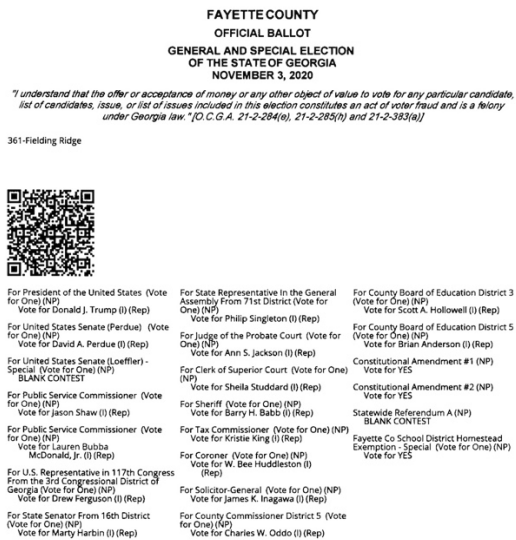 FAYETTE COUNTY
OFFICIAL BALLOT
GENERAL AND SPECIAL ELECTION
OF THE STATE OF GEORGIA
NOVEMBER 3, 2020
"I understand that the offer or acceptance of money or any other object of value to vote for any particular candidate,
list of candidates, issue, or list of issues included in this election constitutes an act of voter fraud and is a felony
under Georgia law." [O.C.G.A. 21-2-284(e), 21-2-285(h) and 21-2-383(a)]
361-Fielding Ridge
For President of the United States (Vote
for One) (NP)
Vote for Donald J. Trump (I) (Rep)
For United States Senate (Perdue) (Vote
for One) (NP)
Vote for David A. Perdue (I) (Rep)
For United States Senate (Loeffler) -
Special (Vote for One) (NP)
BLANK CONTEST
For Public Service Commissioner (Vote
for One) (NP)
Vote for Jason Shaw (I) (Rep)
For Public Service Commissioner (Vote
for One) (NP)
Vote for Lauren Bubba
McDonald, Jr. (I) (Rep)
For U.S. Representative in 117th Congress
From the 3rd Congressional District of
Georgia (Vote for One) (NP)
Vote for Drew Ferguson (I) (Rep)
For State Senator From 16th District
(Vote for One) (NP)
Vote for Marty Harbin (I) (Rep)
For State Representative In the General
Assembly From 71st District (Vote for
One) (NP)
Vote for Philip Singleton (I) (Rep)
For Judge of the Probate Court (Vote for
One) (NP)
Vote for Ann S. Jackson (I) (Rep)
For Clerk of Superior Court (Vote for One)
(NP)
Vote for Sheila Studdard (I) (Rep)
For Sheriff (Vote for One) (NP)
Vote for Barry H. Babb (I) (Rep)
For Tax Commissioner (Vote for One) (NP)
Vote for Kristie King (I) (Rep)
For Coroner (Vote for One) (NP)
Vote for W. Bee Huddleston (I)
(Rep)
For Solicitor-General (Vote for One) (NP)
Vote for James K. Inagawa (I) (Rep)
For County Commissioner District 5 (Vote
for One) (NP)
Vote for Charles W. Oddo (I) (Rep)
For County Board of Education District 3
(Vote for One) (NP)
Vote for Scott A. Hollowell (I) (Rep)
For County Board of Education District 5
(Vote for One) (NP)
Vote for Brian Anderson (I) (Rep)
Constitutional Amendment #1 (NP)
Vote for YES
Constitutional Amendment #2 (NP)
Vote for YES
Statewide Referendum A (NP)
BLANK CONTEST
Fayette Co School District Homestead
Exemption - Special (Vote for One) (NP)
Vote for YES